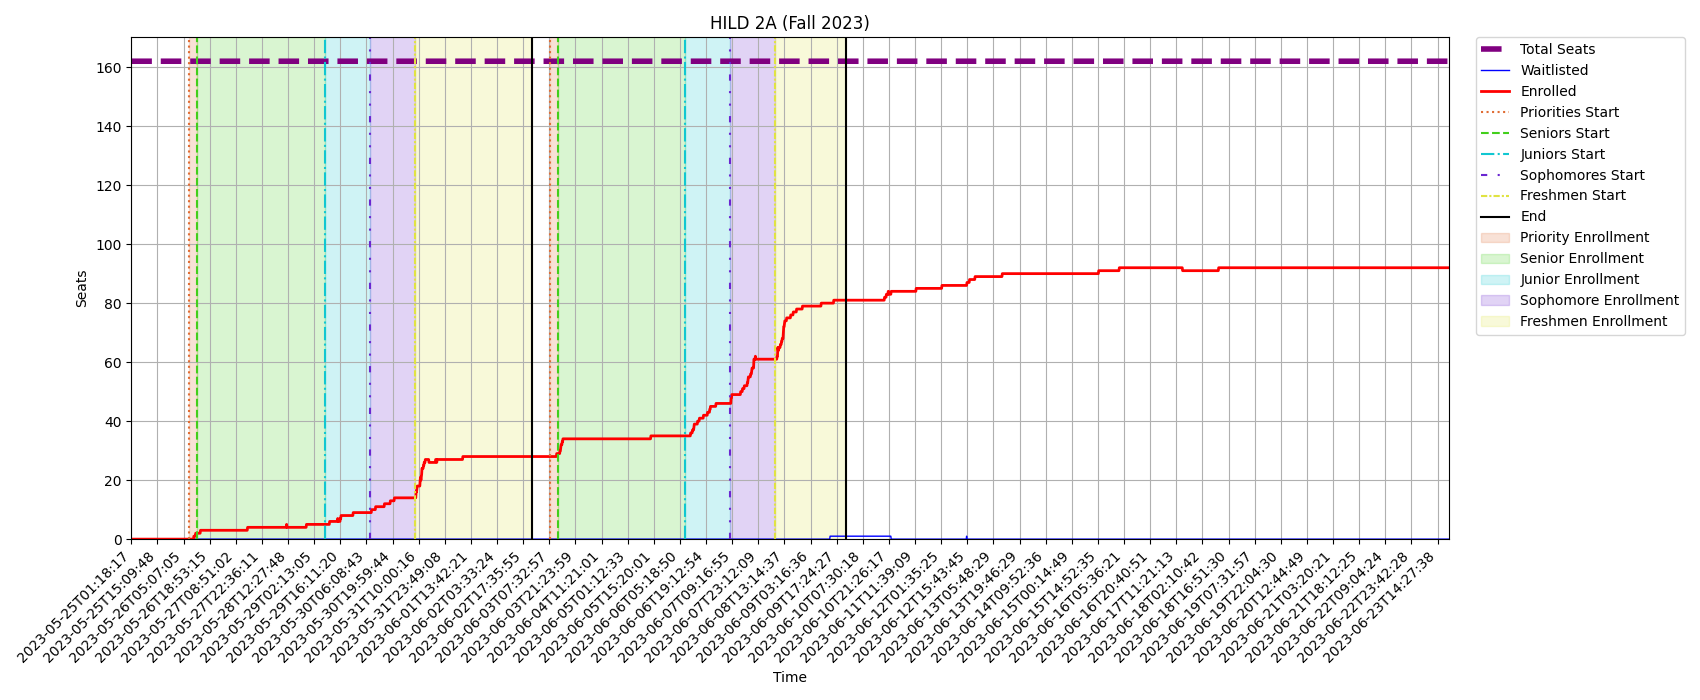 HILD 2A (Fall 2023)
Seats
160
140
120
100
80
60
40
20
0
2023-05-25T01:18:17
2023-05-25T15:09:48
2023-05-26T05:07:05
2023-05-26T18:53:15
2023-05-27T08:51:02
2023-05-27T22:36:11
2023-05-28T12:27:48
2023-05-29T02:13:05
2023-05-29T16:11:20
2023-05-30T06:08:43
2023-05-30T19:59:44
2023-05-31T10:00:16
2023-05-31T23:49:08
2023-06-01T13:42:21
2023-06-02T03:33:24
2023-06-02T17:35:55
2023-06-03T07:32:57
2023-06-03T21:23:59
2023-06-04T11:21:01
2023-06-05T01:12:33
2023-06-05T15:20:01
2023-06-06T05:18:50
2023-06-06T19:12:54
2023-06-07T09:16:55
2023-06-07T23:12:09
2023-06-08T13:14:37
2023-06-09T03:16:36
2023-06-09T17:24:27
2023-06-10T07:30:18
2023-06-10T21:26:17
2023-06-11T11:39:09
2023-06-12T01:35:25
2023-06-12T15:43:45
2023-06-13T05:48:29
2023-06-13T19:46:29
2023-06-14T09:52:36
2023-06-15T00:14:49
2023-06-15T14:52:35
2023-06-16T05:36:21
2023-06-16T20:40:51
2023-06-17T11:21:13
2023-06-18T02:10:42
2023-06-18T16:51:30
2023-06-19T07:31:57
2023-06-19T22:04:30
2023-06-20T12:44:49
2023-06-21T03:20:21
2023-06-21T18:12:25
2023-06-22T09:04:24
2023-06-22T23:42:28
2023-06-23T14:27:38
Time
Total Seats
Waitlisted
Enrolled
Priorities Start
Seniors Start
Juniors Start
Sophomores Start
Freshmen Start
End
Priority Enrollment
Senior Enrollment
Junior Enrollment
Sophomore Enrollment
Freshmen Enrollment